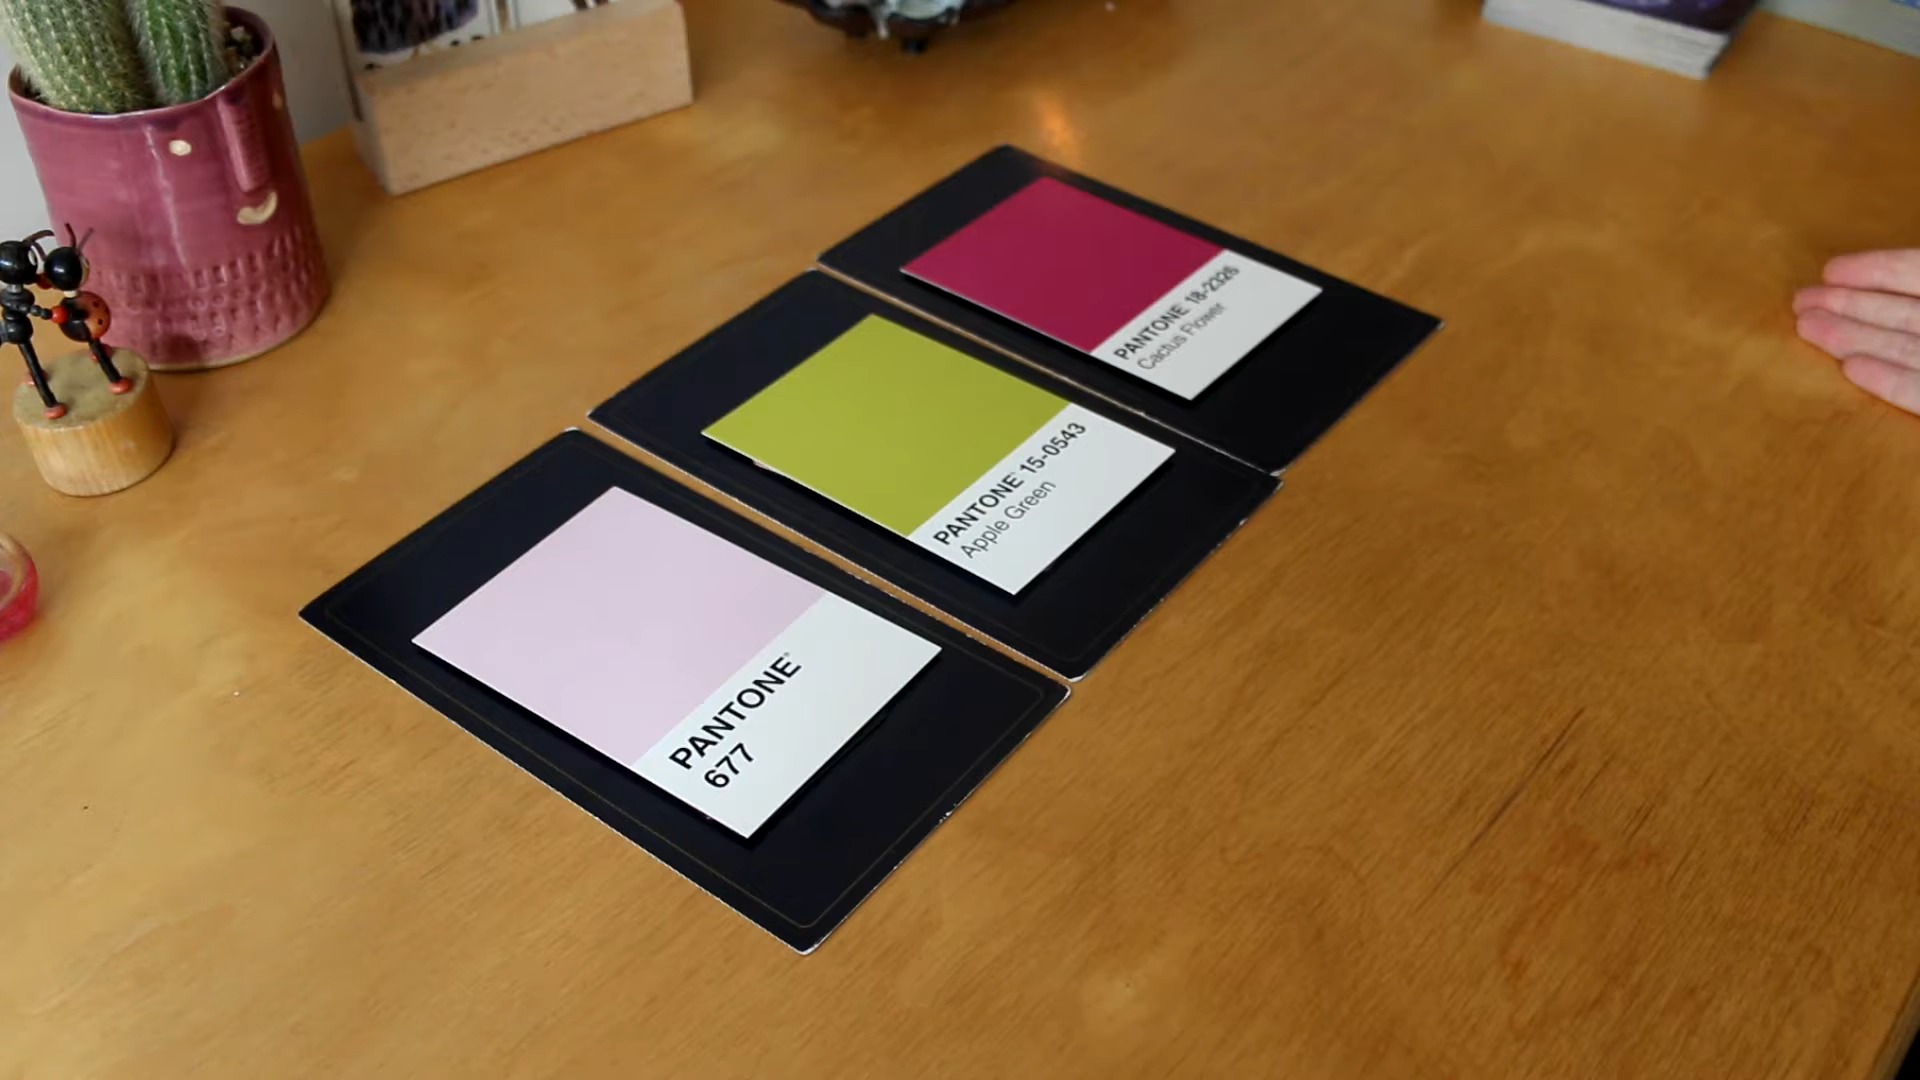 PANTONE®
677
PANTONE® 15-0543
Apple Green
PANTONE® 18-2326
Cactus Flower